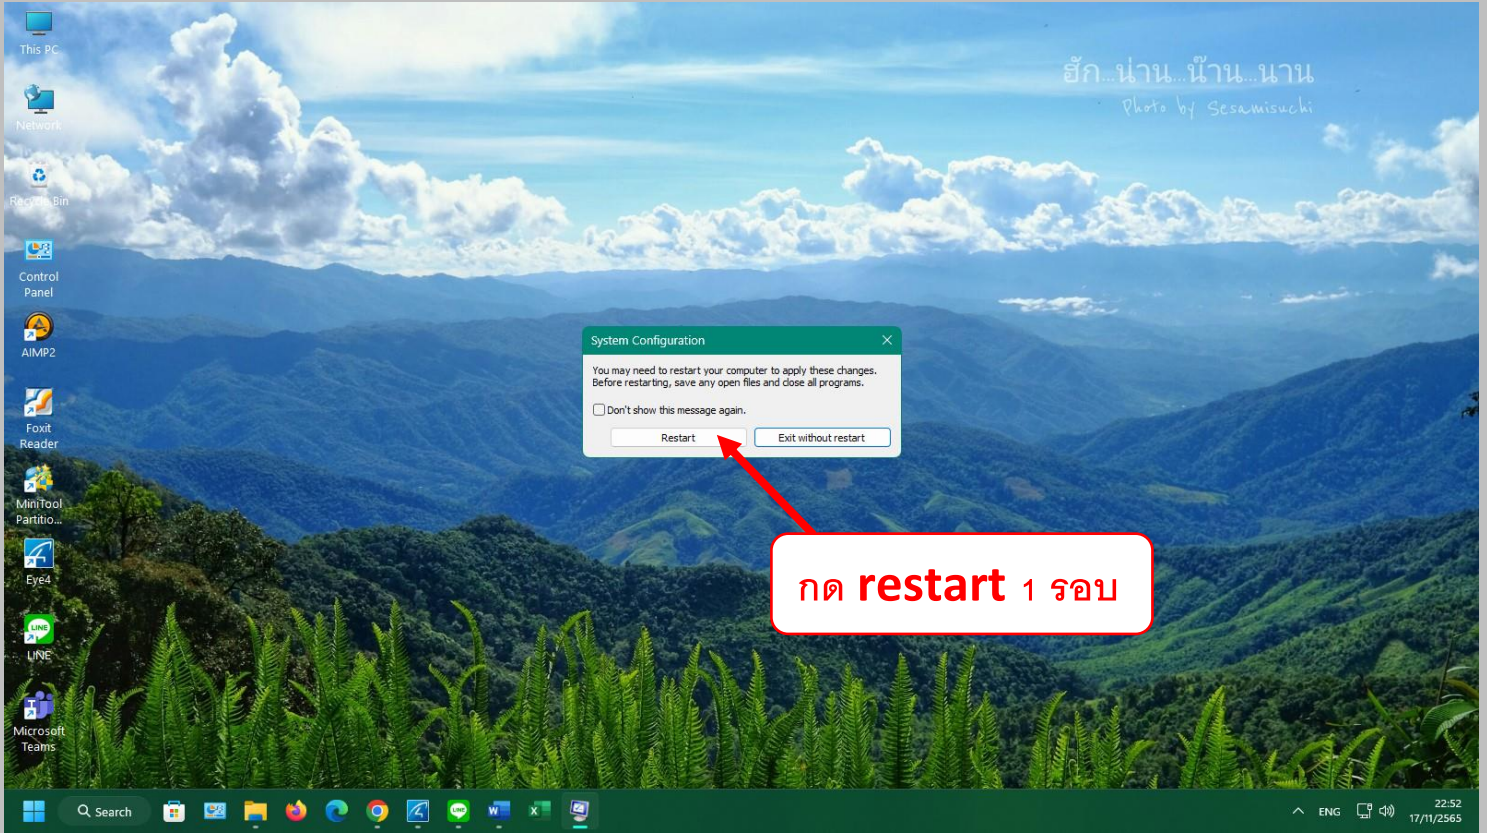 This PC
Network
Recycle Bin
Control
Panel
AIMP2
Foxit
Reader
MiniTool
Partitio...
Eye4
LINE
LINE
Microsoft
Teams
ฮัก...น่าน...น๊าน...นาน
Photo by Sesamisuchi
System Configuration
You may need to restart your computer to apply these changes.
Before restarting, save any open files and close all programs.
Don't show this message again.
Restart
Exit without restart
กด restart 1 รอบ
Search
ENG
22:52
17/11/2565